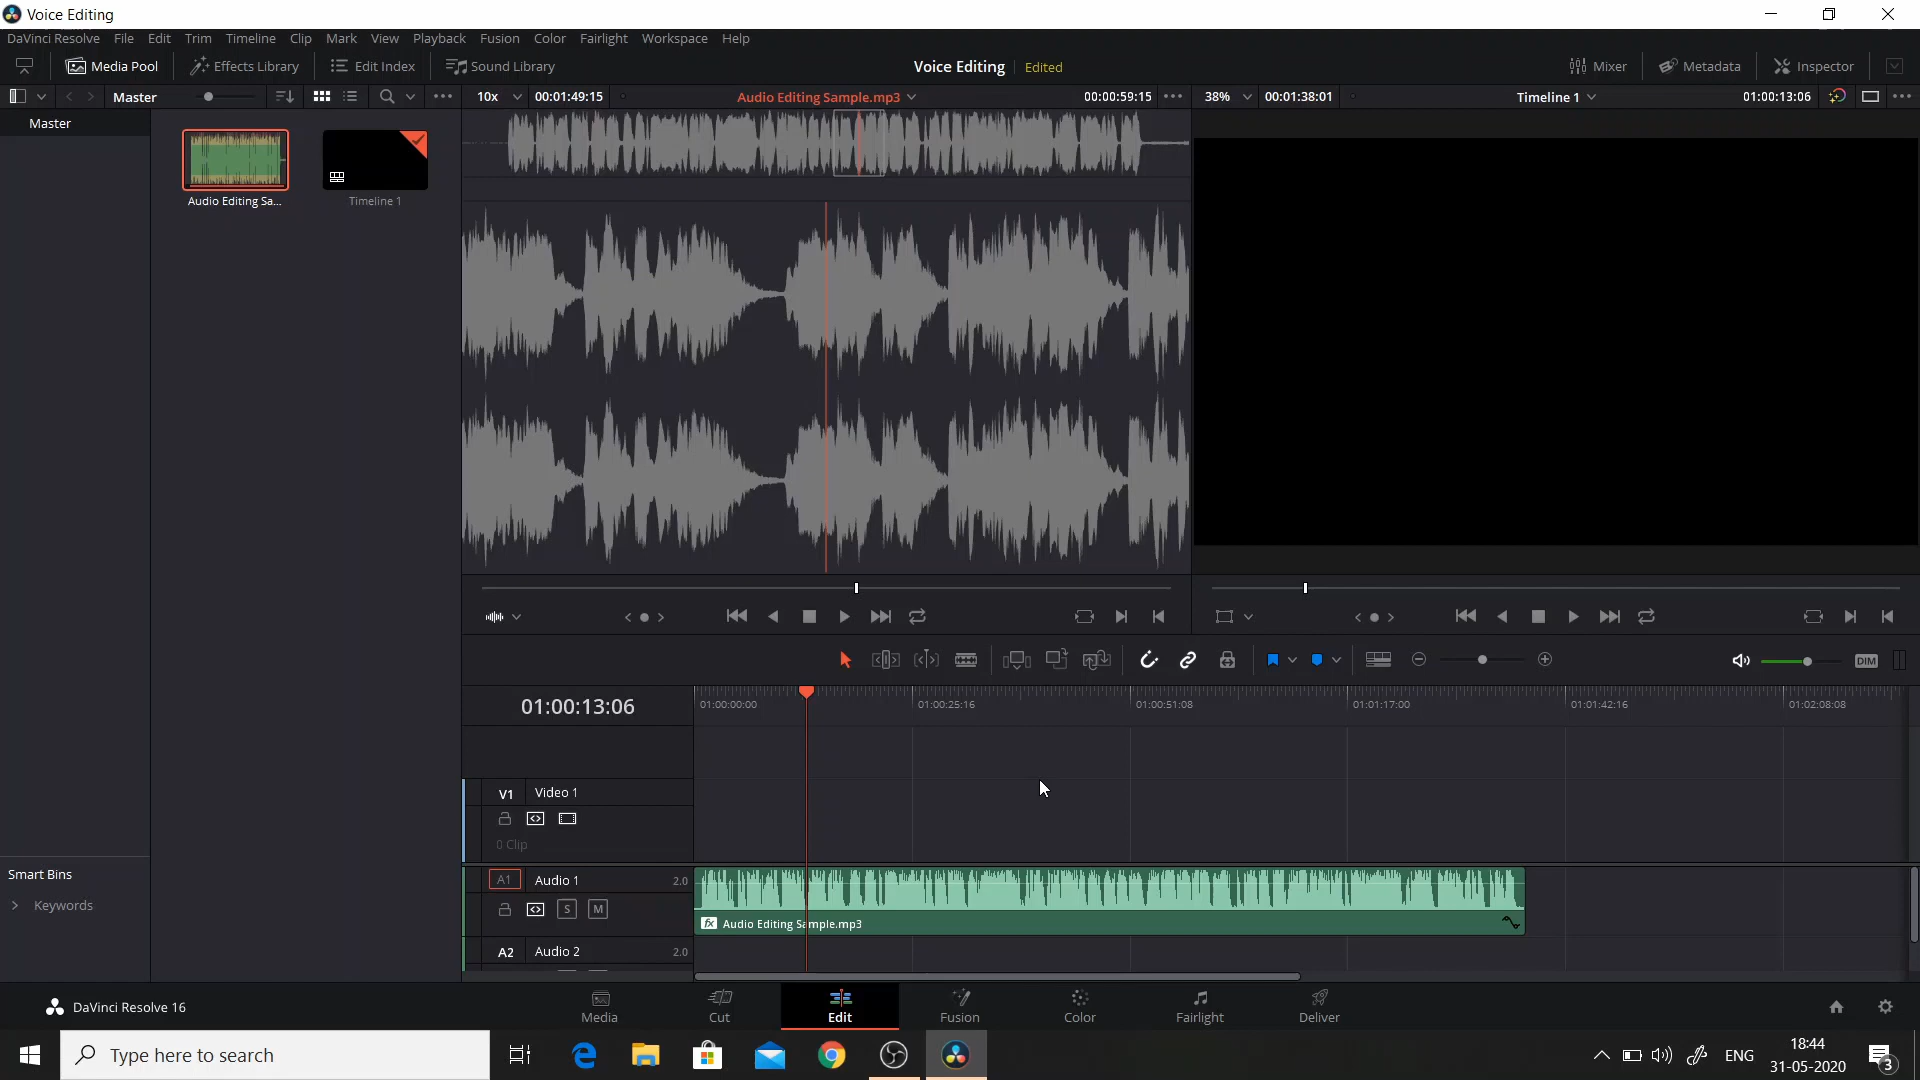 Voice Editing
DaVinci Resolve File Edit Trim Timeline Clip Mark View Playback Fusion Color Fairlight Workspace Help
Media Pool Effects Library Edit Index Sound Library Voice Editing Edited Mixer Metadata Inspector
Master 10x 00:01:49:15 Audio Editing Sample.mp3 00:00:59:15 38% 00:01:38:01 Timeline 1 01:00:13:06
Master
Audio Editing Sa... Timeline 1
DIM
01:00:13:06 01:00:00:00 01:00:25:16 01:00:51:08 01:01:17:00 01:01:42:16 01:02:08:08
V1 Video 1
0 Clip
Smart Bins
A1 Audio 1 2.0
Keywords
S M
fx Audio Editing Sample.mp3
A2 Audio 2 2.0
DaVinci Resolve 16
Media Cut Edit Fusion Color Fairlight Deliver
Type here to search ENG 18:44
31-05-2020 3